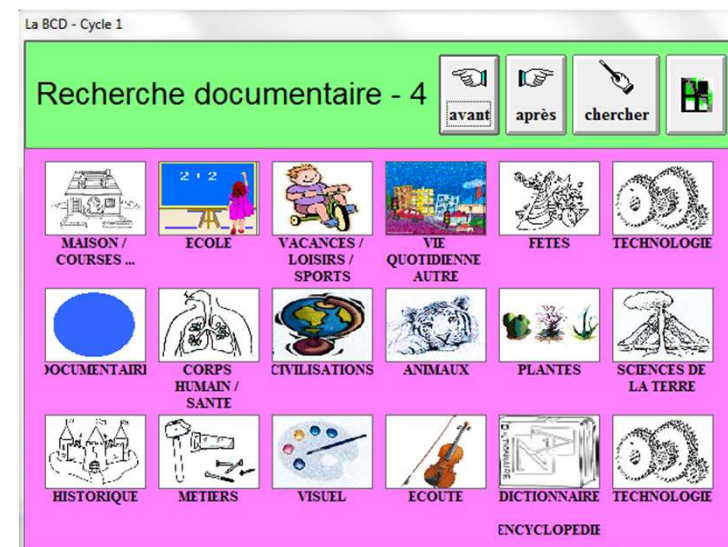 La BCD - Cycle 1
Recherche documentaire - 4
avant
après
chercher
2 + 2
MAISON /
COURSES ...
ECOLE
VACANCES /
LOISIRS /
SPORTS
VIE
QUOTIDIENNE
AUTRE
FETES
TECHNOLOGIE
DOCUMENTAIRE
CORPS
HUMAIN /
SANTE
CIVILISATIONS
ANIMAUX
PLANTES
SCIENCES DE
LA TERRE
HISTORIQUE
METIERS
VISUEL
ECOUTE
DICTIONNAIRE
ENCYCLOPEDIE
TECHNOLOGIE